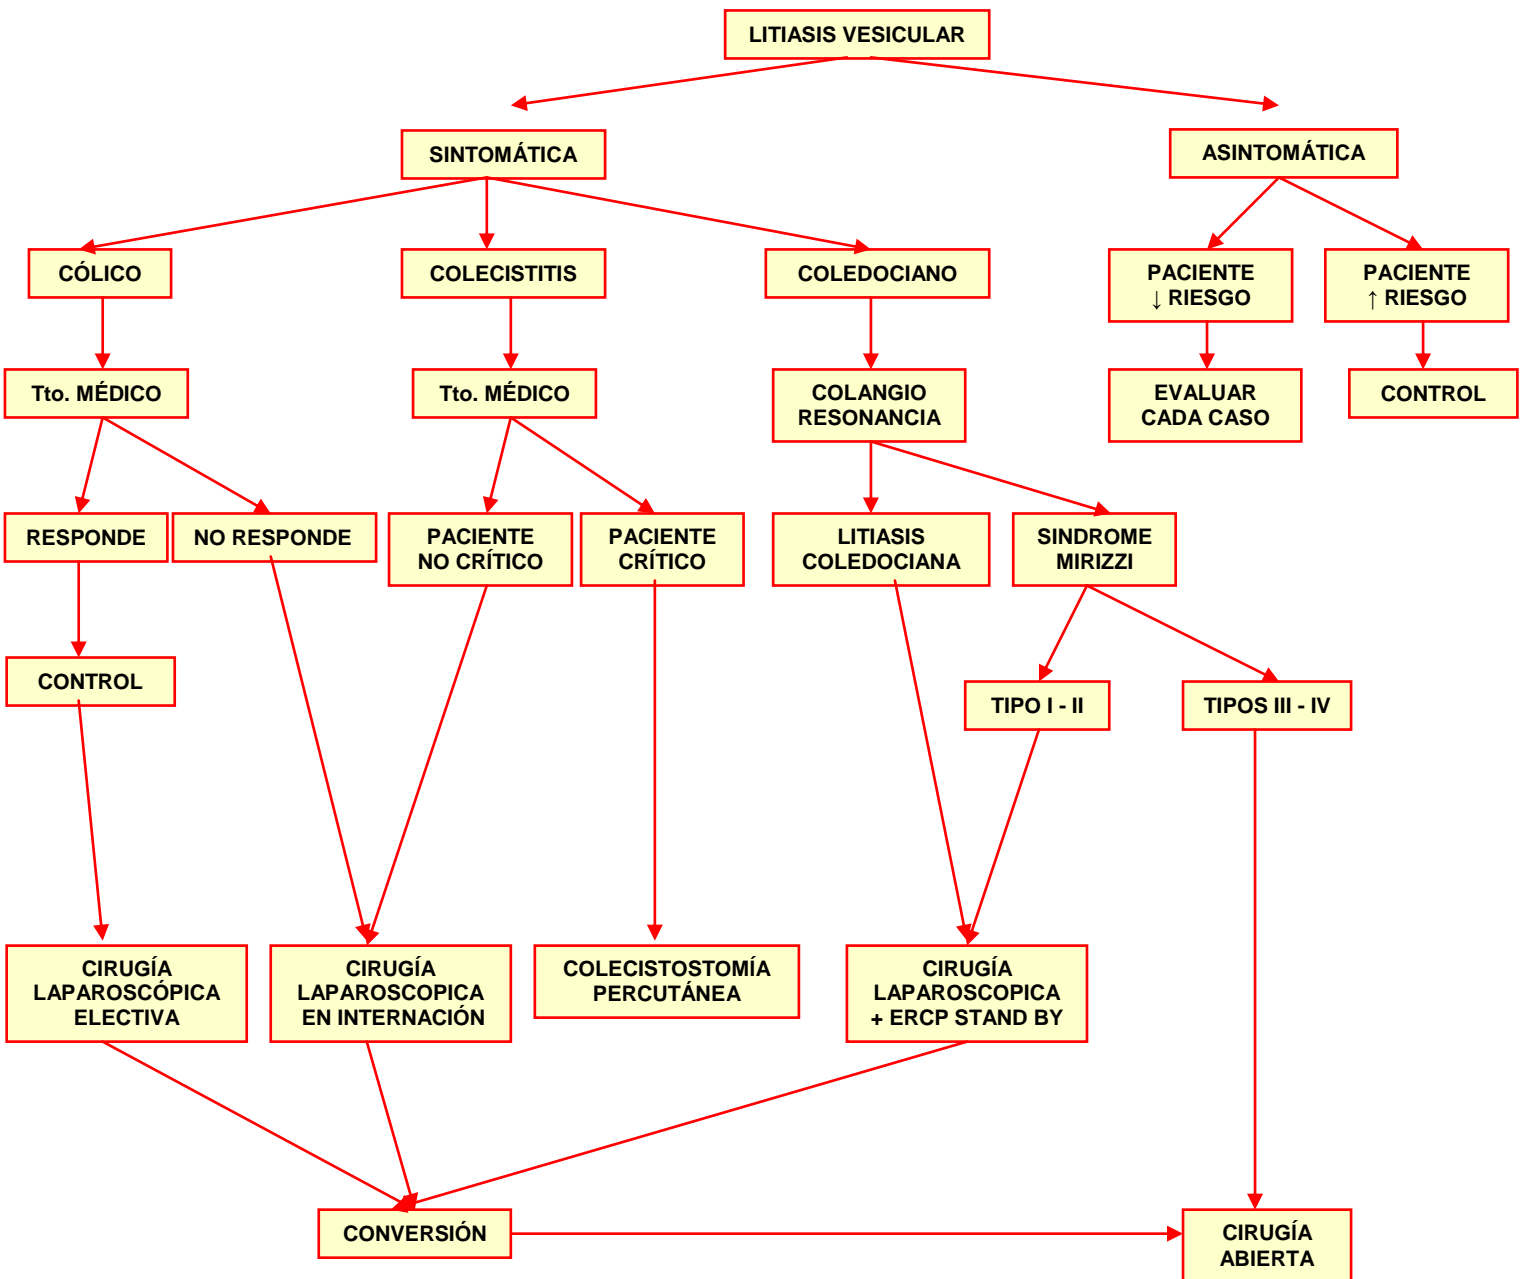 LITIASIS VESICULAR
SINTOMÁTICA
ASINTOMÁTICA
CÓLICO
COLECISTITIS
COLEDOCIANO
PACIENTE
↓ RIESGO
PACIENTE
↑ RIESGO
Tto. MÉDICO
Tto. MÉDICO
COLANGIO
RESONANCIA
EVALUAR
CADA CASO
CONTROL
RESPONDE
NO RESPONDE
PACIENTE
NO CRÍTICO
PACIENTE
CRÍTICO
LITIASIS
COLEDOCIANA
SINDROME
MIRIZZI
CONTROL
TIPO I - II
TIPOS III - IV
CIRUGÍA
LAPAROSCÓPICA
ELECTIVA
CIRUGÍA
LAPAROSCOPICA
EN INTERNACIÓN
COLECISTOSTOMÍA
PERCUTÁNEA
CIRUGÍA
LAPAROSCOPICA
+ ERCP STAND BY
CONVERSIÓN
CIRUGÍA
ABIERTA